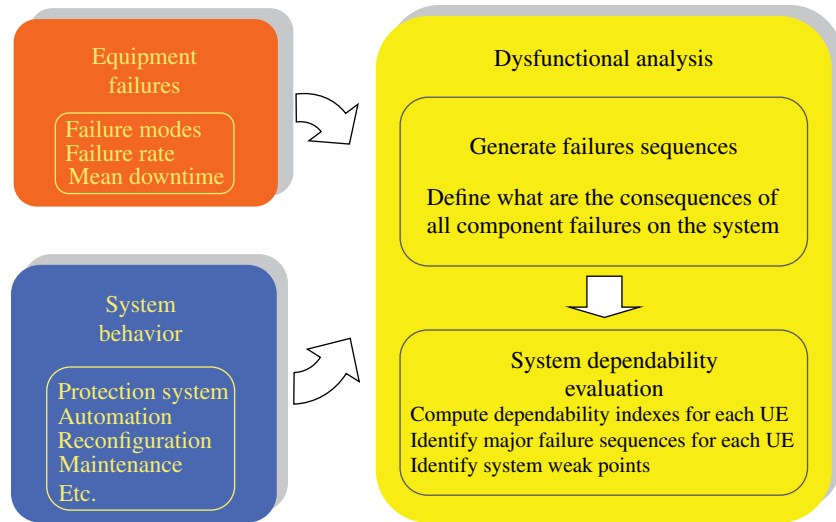 Equipment
failures
Failure modes
Failure rate
Mean downtime
System
behavior
Protection system
Automation
Reconfiguration
Maintenance
Etc.
Dysfunctional analysis
Generate failures sequences
Define what are the consequences of
all component failures on the system
System dependability
evaluation
Compute dependability indexes for each UE
Identify major failure sequences for each UE
Identify system weak points